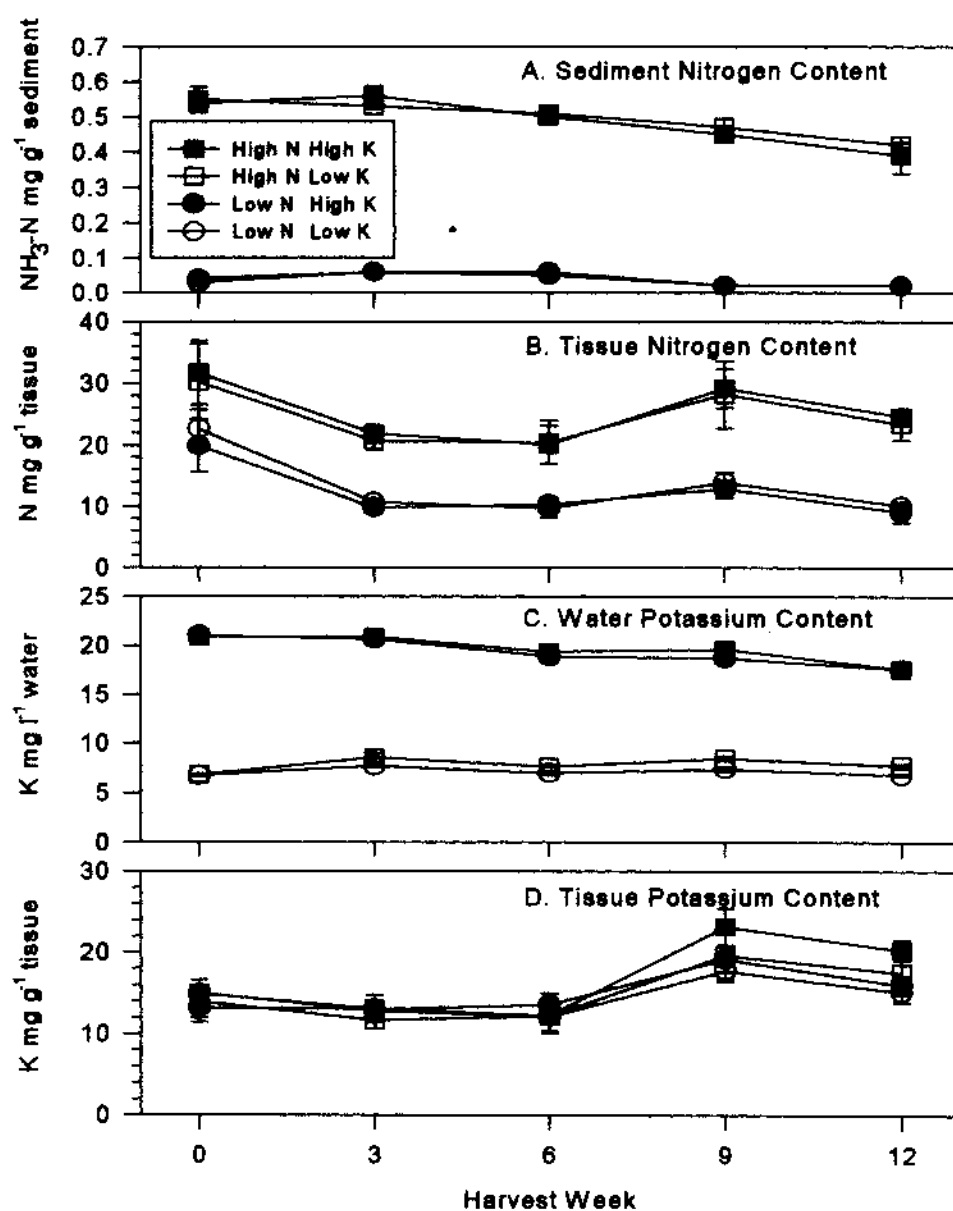 A. Sediment Nitrogen Content
NH3-N mg g-1 sediment
0.7
0.6
0.5
0.4
0.3
0.2
0.1
0.0
High N High K
High N Low K
Low N High K
Low N Low K
B. Tissue Nitrogen Content
N mg g-1 tissue
40
30
20
10
0
C. Water Potassium Content
K mg l-1 water
25
20
15
10
5
0
D. Tissue Potassium Content
K mg g-1 tissue
30
20
10
0
0 3 6 9 12
Harvest Week